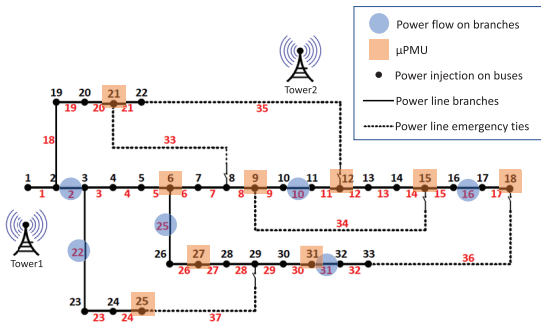 Power flow on branches
μPMU
Power injection on buses
Power line branches
Power line emergency ties
Tower2
19 20 21 22
19 20 21
35
18
33
1 2 3 4 5 6 7 8 9 10 11 12 13 14 15 16 17 18
1 2 3 4 5 6 7 8 9 10 11 12 13 14 15 16 17
34
25
Tower1
22
26 27 28 29 30 31 32 33
26 27 28 29 30 31 32
36
23 24 25
23 24
37